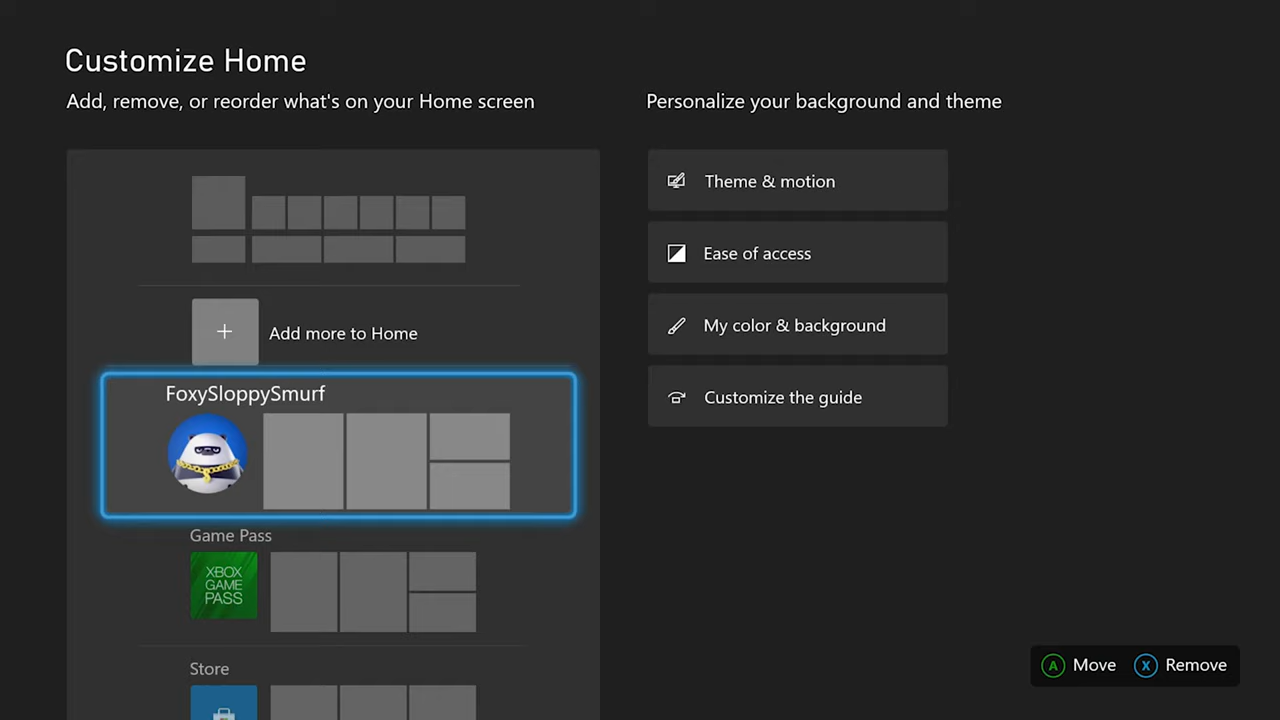 Customize Home
Add, remove, or reorder what's on your Home screen
Personalize your background and theme
Add more to Home
FoxySloppySmurf
Game Pass
XBOX
GAME
PASS
Store
Theme & motion
Ease of access
My color & background
Customize the guide
A Move X Remove